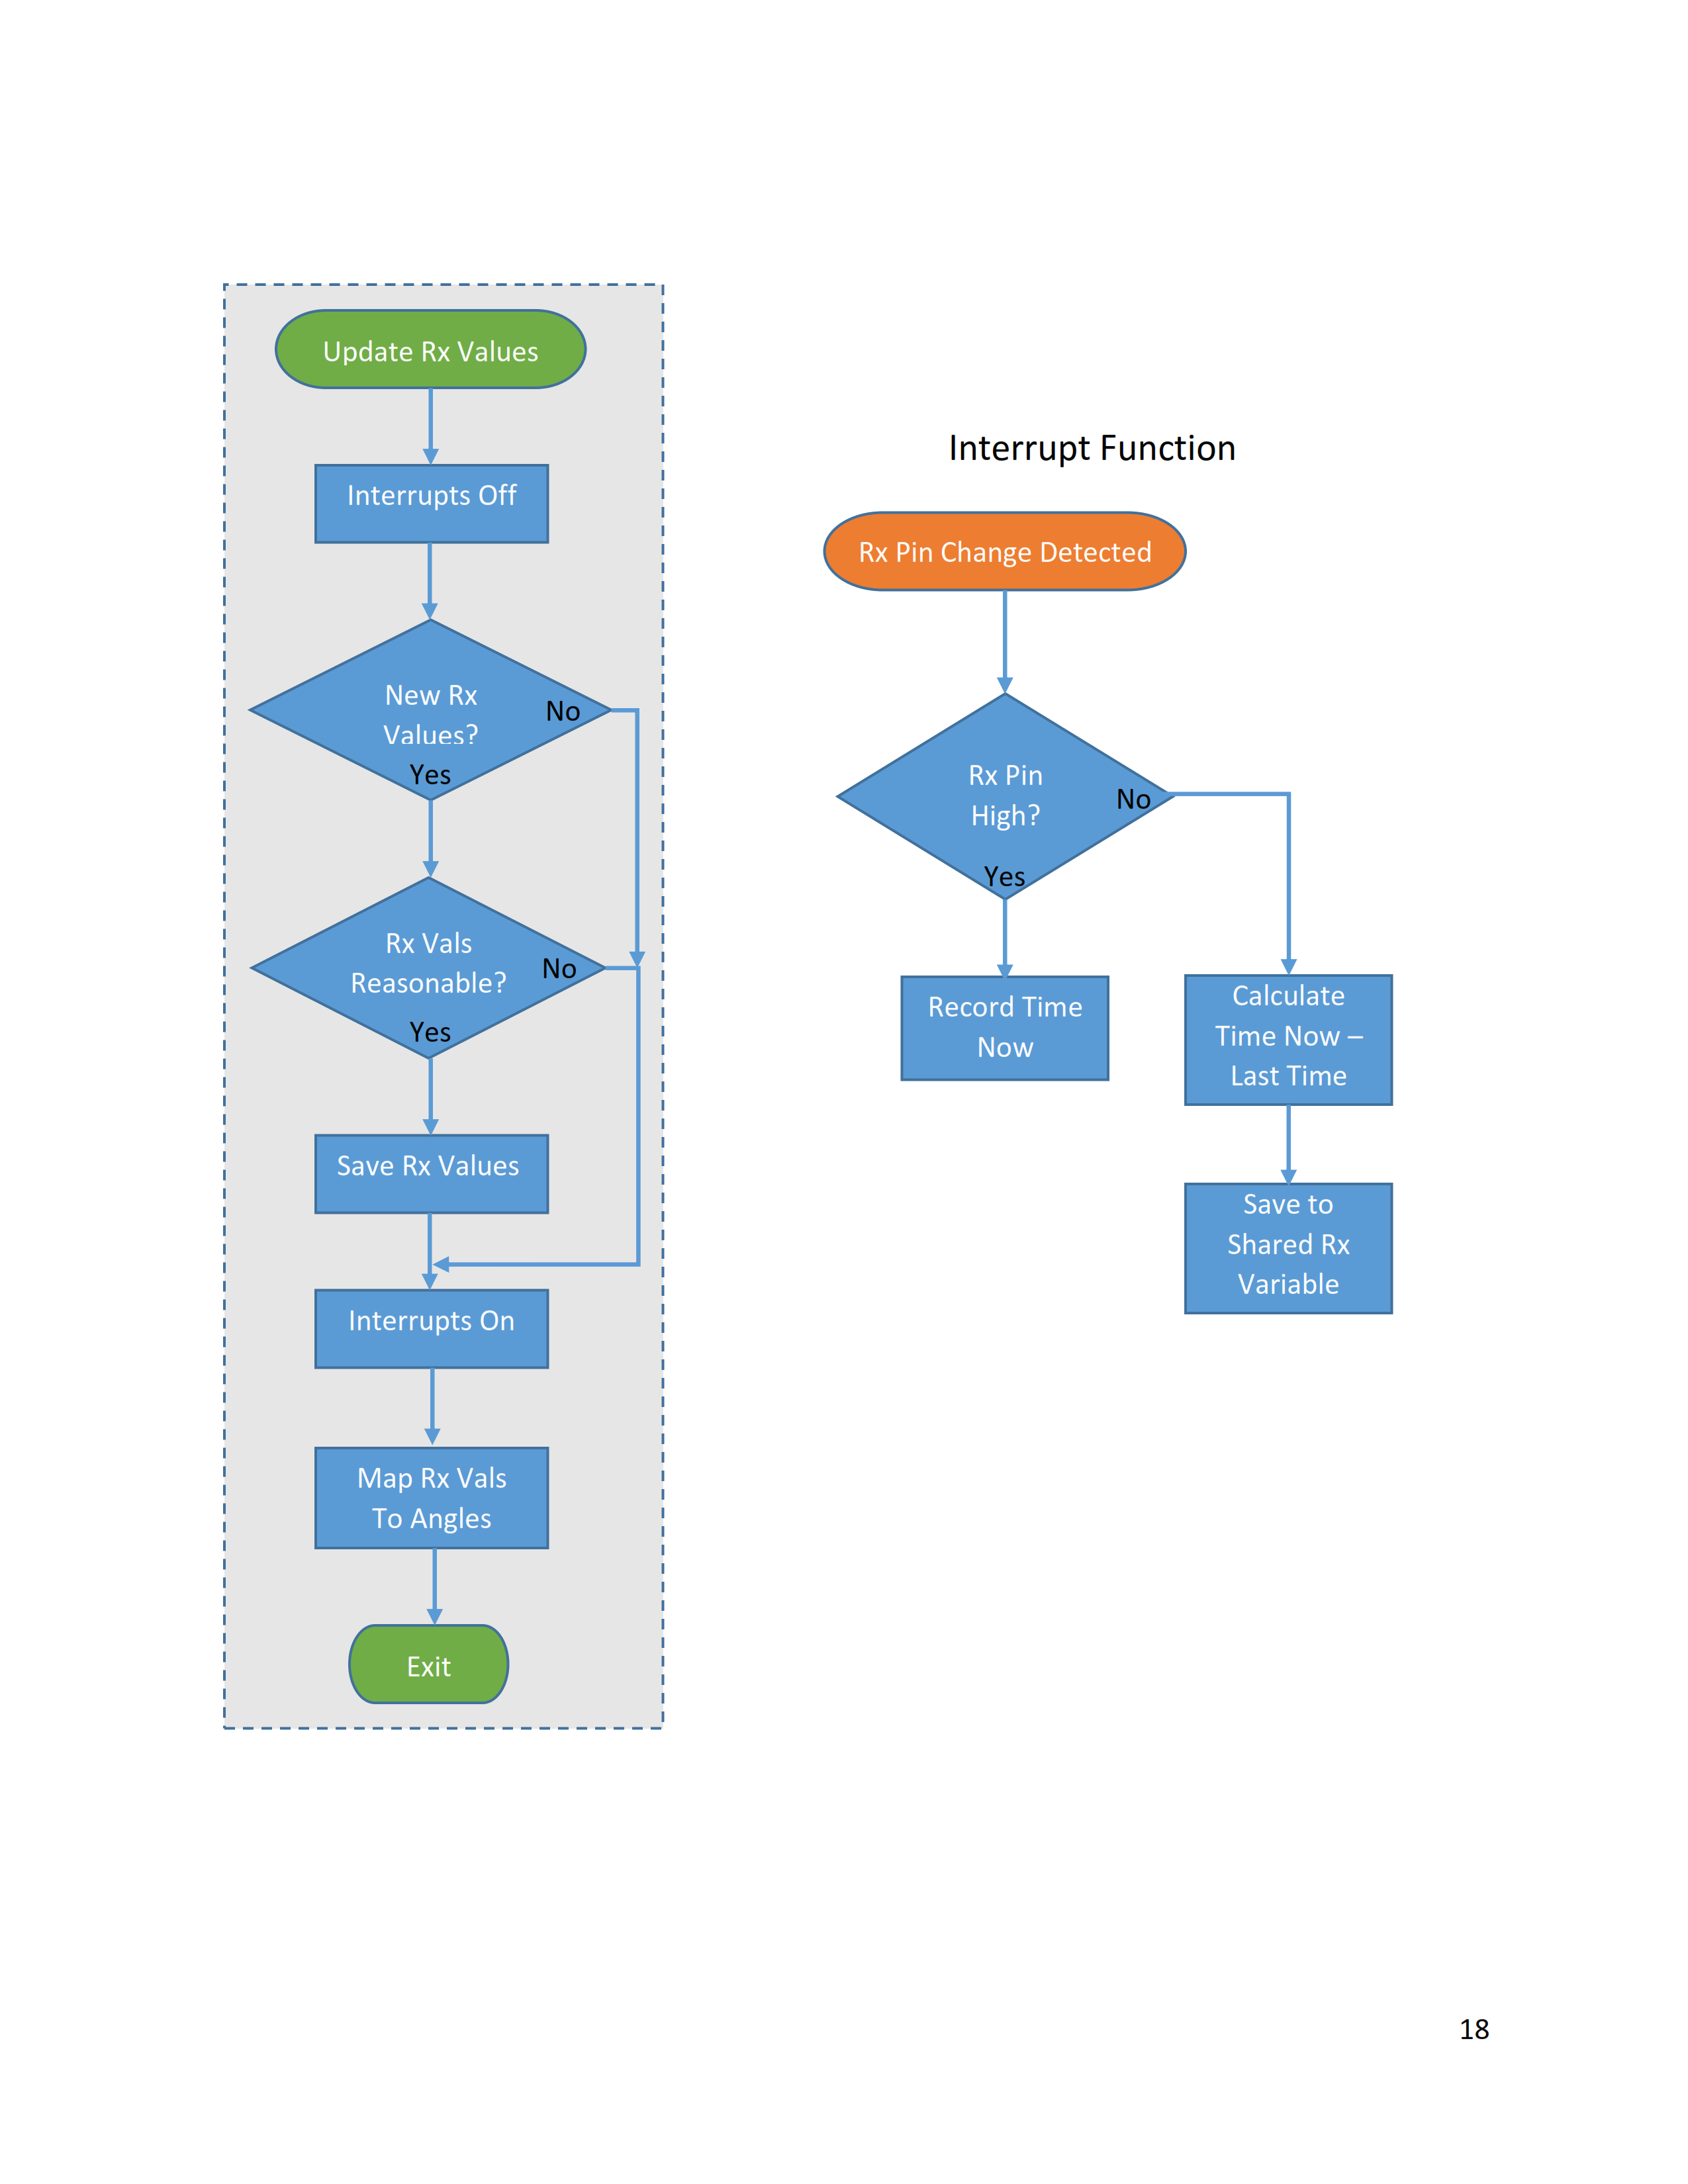 Update Rx Values
Interrupts Off
New Rx
Values?
No
Yes
Rx Vals
Reasonable?
No
Yes
Save Rx Values
Interrupts On
Map Rx Vals
To Angles
Exit
Interrupt Function
Rx Pin Change Detected
Rx Pin
High?
No
Yes
Record Time
Now
Calculate
Time Now –
Last Time
Save to
Shared Rx
Variable
18